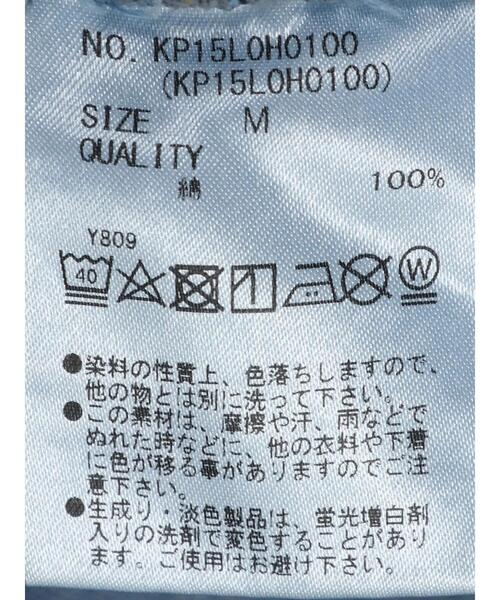 NO. KP15L0H0100
(KP15L0H0100)
SIZE M
QUALITY
綿 100%
Y809
40 W
●染料の性質上、色落ちしますので、
他の物とは別に洗って下さい。
●この素材は、摩擦や汗、雨などで
ぬれた時などに、他の衣料や下着
に色が移る事がありますのでご注
意下さい。
●生成り・淡色製品は、蛍光増白剤
入りの洗剤で変色することがあり
ます。ご使用はお避け下さい。